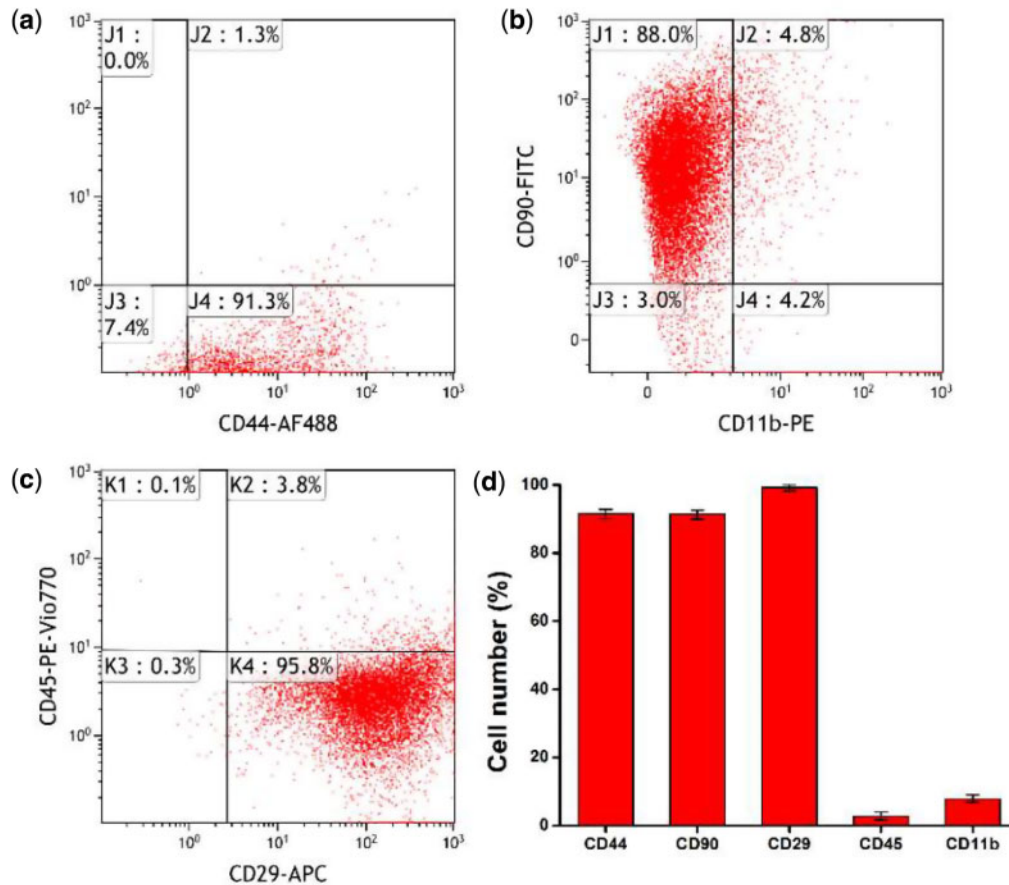 (a)
J1 :
0.0%
J2 : 1.3%
J3 :
7.4%
J4 : 91.3%
10³
10²
10¹
10⁰
10⁰ 10¹ 10² 10³
CD44-AF488
(b)
J1 : 88.0%
J2 : 4.8%
J3 : 3.0%
J4 : 4.2%
CD90-FITC
10³
10²
10¹
10⁰
0
0 10¹ 10² 10³
CD11b-PE
(c)
K1 : 0.1%
K2 : 3.8%
K3 : 0.3%
K4 : 95.8%
CD45-PE-Vio770
10³
10²
10¹
10⁰
10⁰ 10¹ 10² 10³
CD29-APC
(d)
Cell number (%)
100
80
60
40
20
0
CD44 CD90 CD29 CD45 CD11b